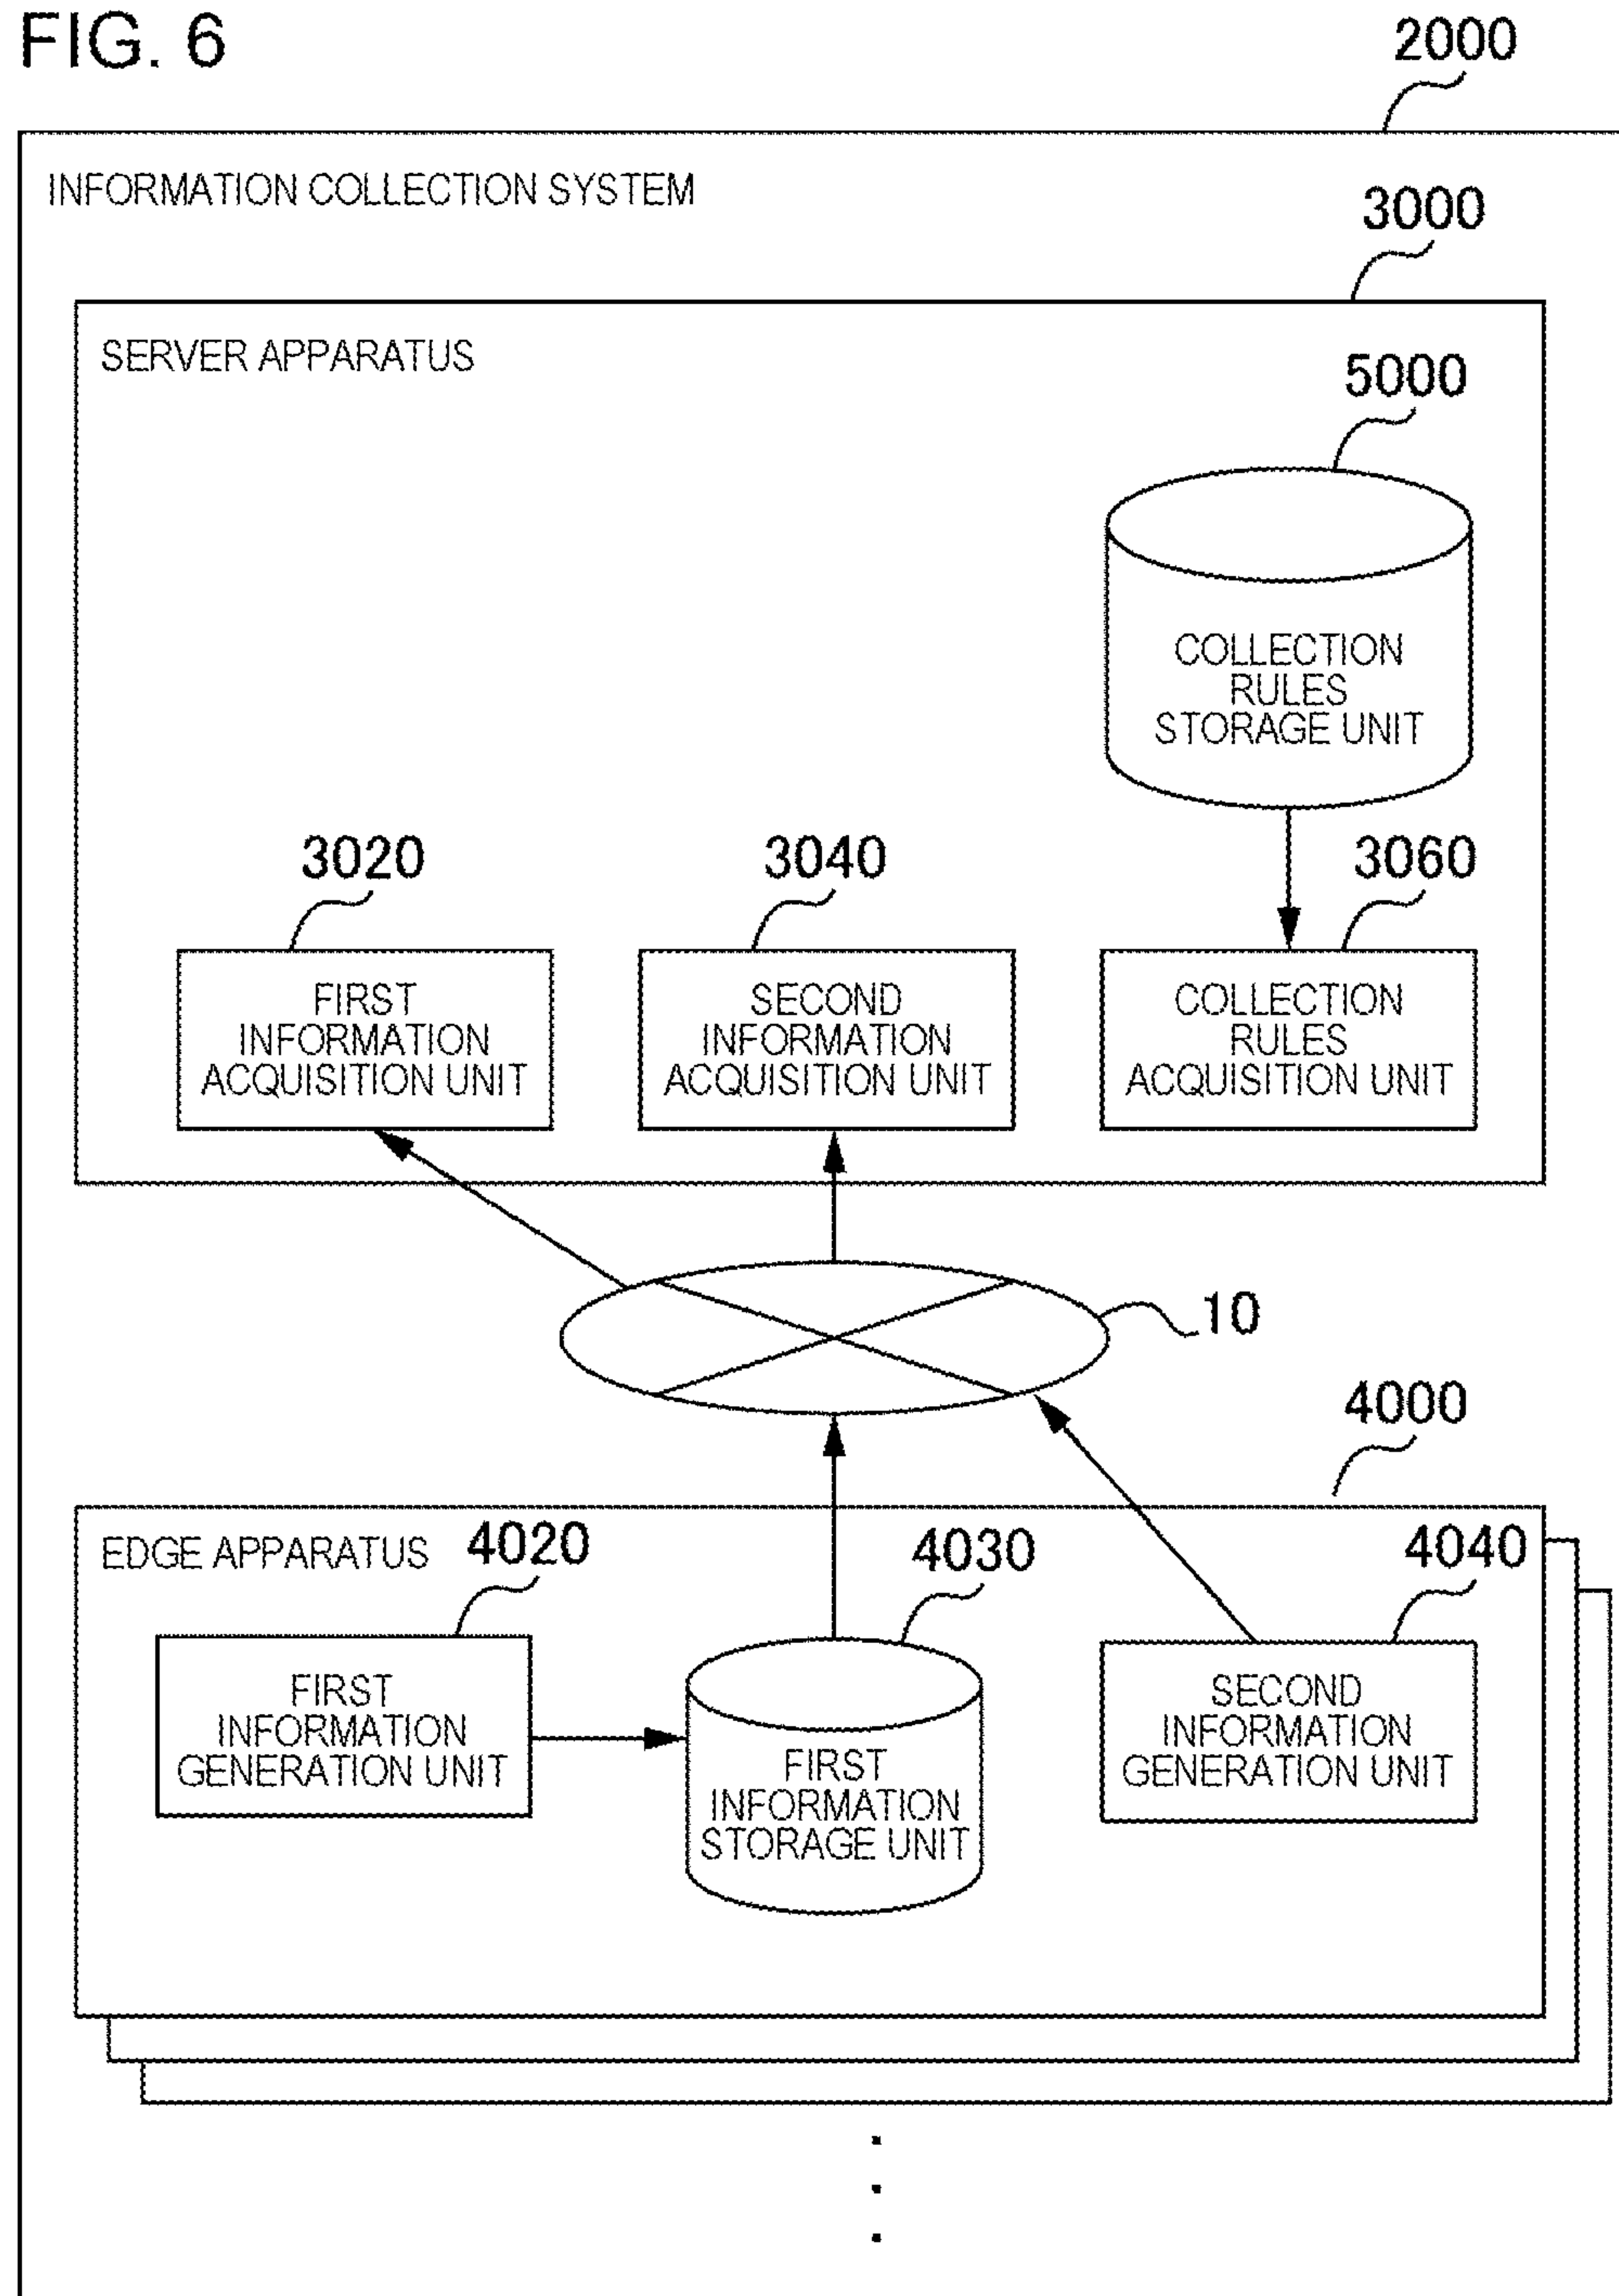 FIG. 6
2000
INFORMATION COLLECTION SYSTEM
3000
SERVER APPARATUS
5000
COLLECTION
RULES
STORAGE UNIT
3020
3040
3060
FIRST
INFORMATION
ACQUISITION UNIT
SECOND
INFORMATION
ACQUISITION UNIT
COLLECTION
RULES
ACQUISITION UNIT
10
4000
EDGE APPARATUS
4020
4030
4040
FIRST
INFORMATION
GENERATION UNIT
FIRST
INFORMATION
STORAGE UNIT
SECOND
INFORMATION
GENERATION UNIT